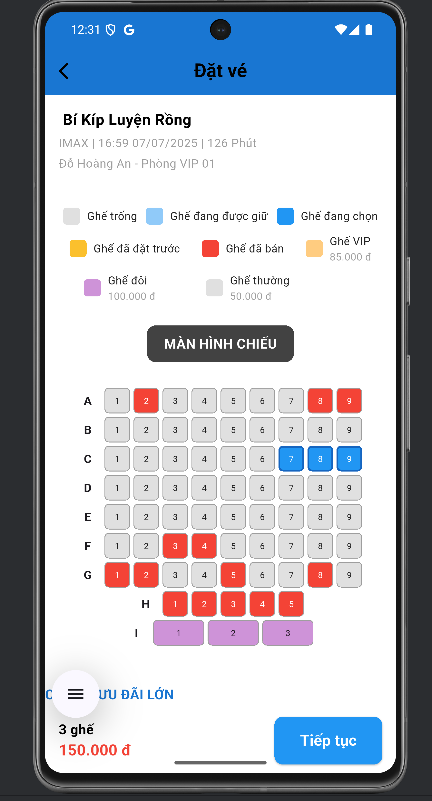 12:31 G
Đặt vé
Bí Kíp Luyện Rồng
IMAX | 16:59 07/07/2025 | 126 Phút
Đỗ Hoàng An - Phòng VIP 01
Ghế trống Ghế đang được giữ Ghế đang chọn
Ghế đã đặt trước Ghế đã bán Ghế VIP
85.000 đ
Ghế đôi Ghế thường
100.000 đ 50.000 đ
MÀN HÌNH CHIẾU
A 1 2 3 4 5 6 7 8 9
B 1 2 3 4 5 6 7 8 9
C 1 2 3 4 5 6 7 8 9
D 1 2 3 4 5 6 7 8 9
E 1 2 3 4 5 6 7 8 9
F 1 2 3 4 5 6 7 8 9
G 1 2 3 4 5 6 7 8 9
H 1 2 3 4 5
I 1 2 3
ƯU ĐÃI LỚN
3 ghế
150.000 đ
Tiếp tục